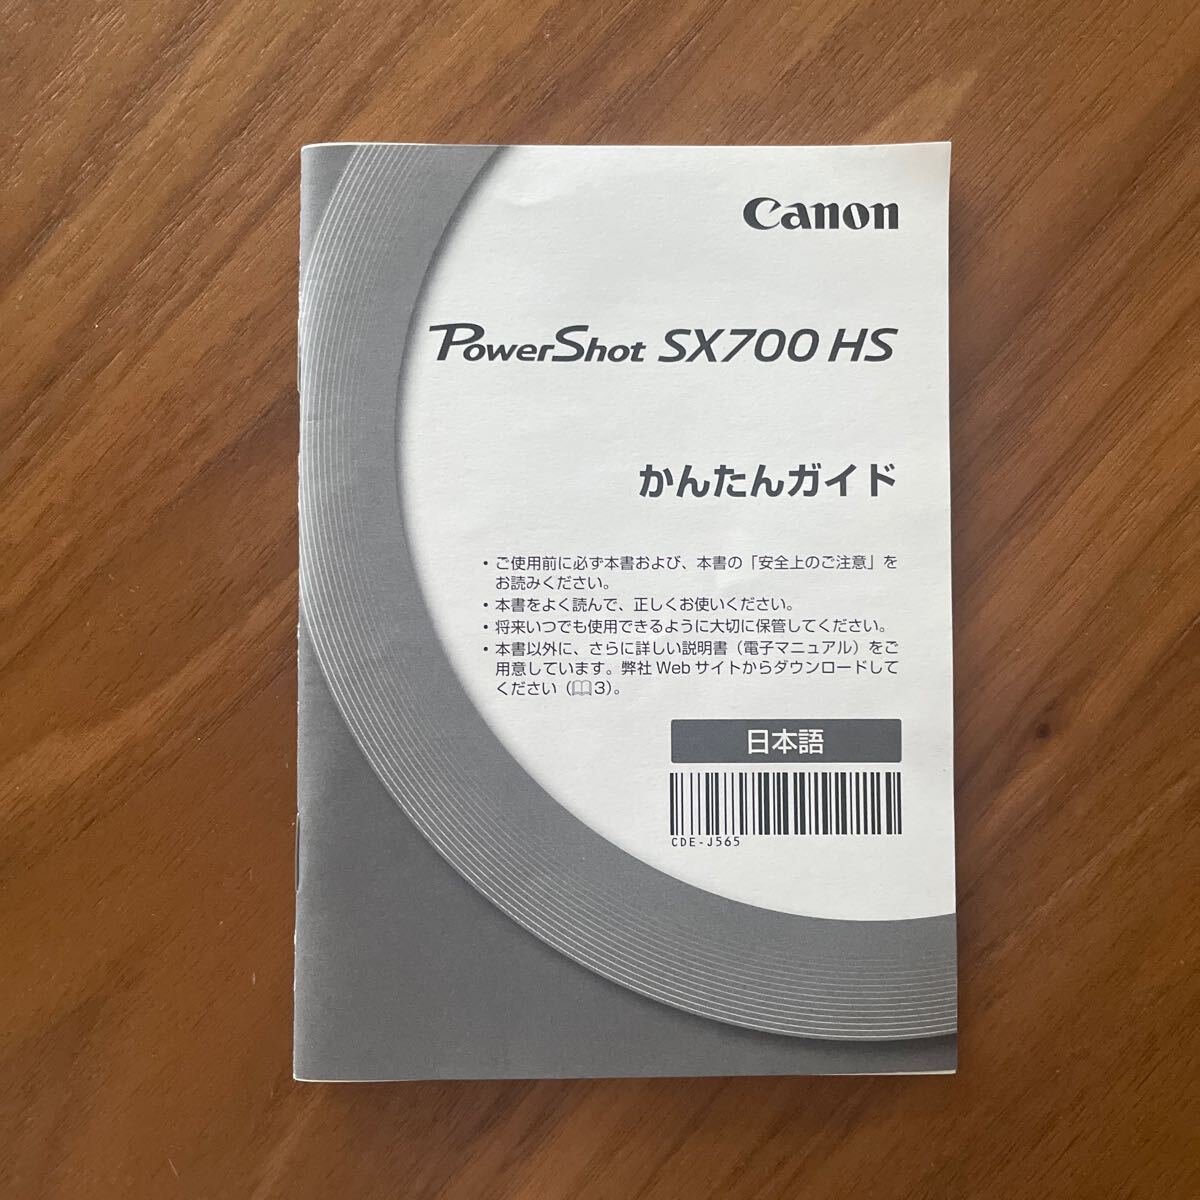 Canon
PowerShot SX700 HS
かんたんガイド
・ご使用前に必ず本書および、本書の「安全上のご注意」を
お読みください。
・本書をよく読んで、正しくお使いください。
・将来いつでも使用できるように大切に保管してください。
・本書以外に、さらに詳しい説明書（電子マニュアル）をご
用意しています。弊社 Web サイトからダウンロードして
ください（📖3）。
日本語
CDE-J565